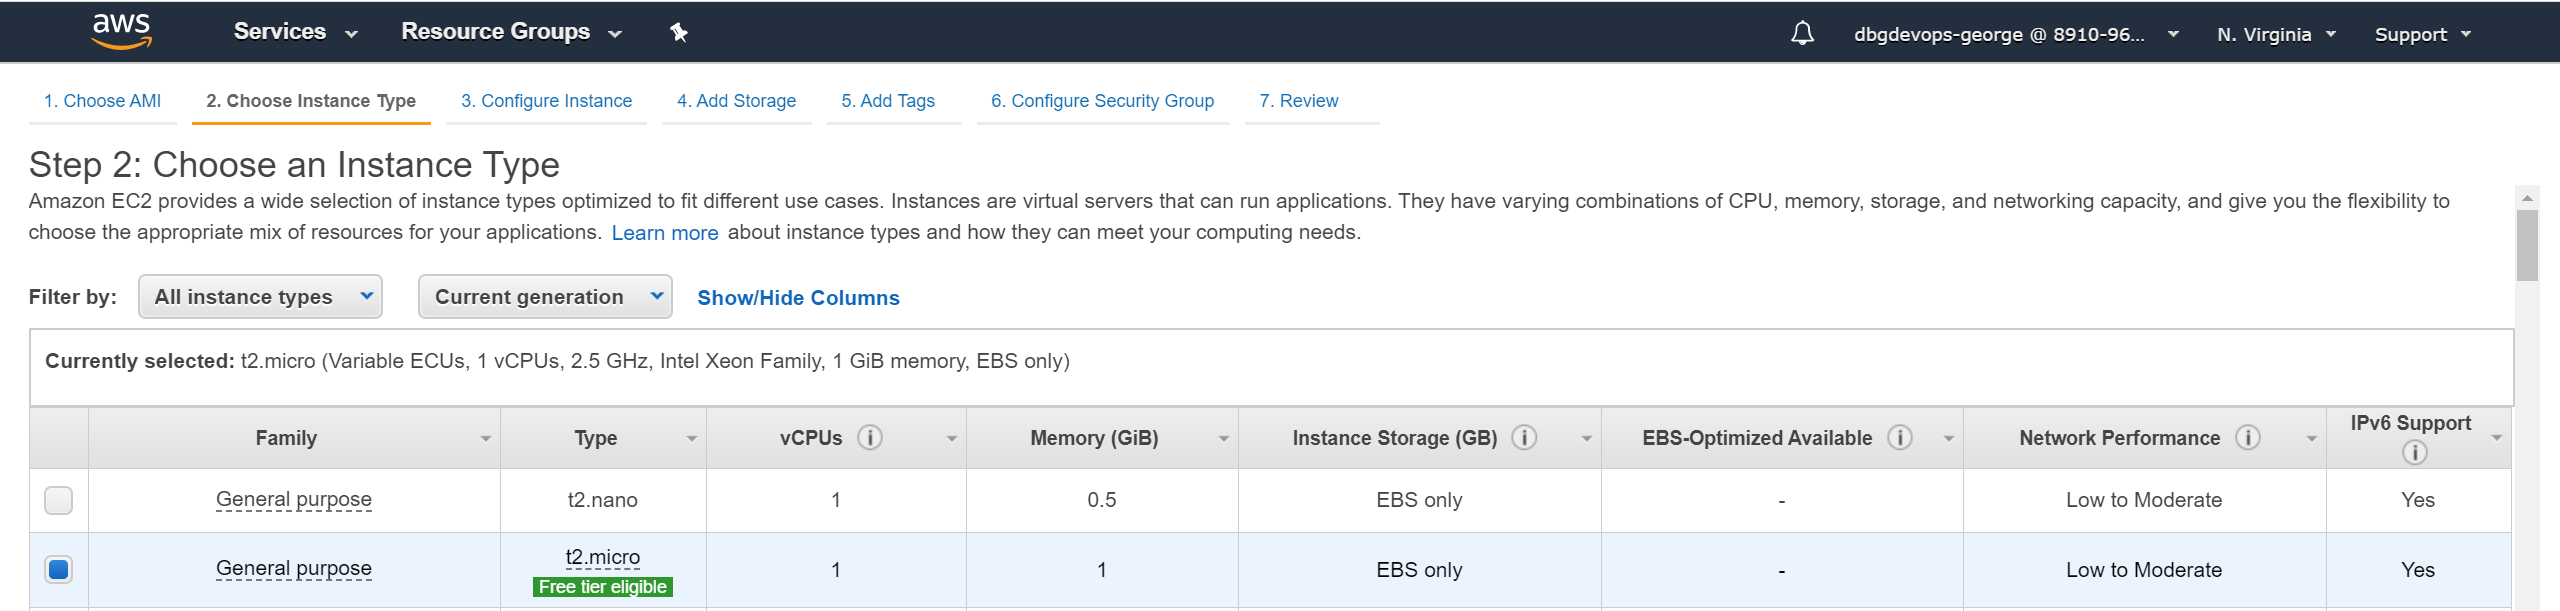 aws Services Resource Groups dbgdevops-george @ 8910-96... N. Virginia Support
1. Choose AMI 2. Choose Instance Type 3. Configure Instance 4. Add Storage 5. Add Tags 6. Configure Security Group 7. Review
Step 2: Choose an Instance Type
Amazon EC2 provides a wide selection of instance types optimized to fit different use cases. Instances are virtual servers that can run applications. They have varying combinations of CPU, memory, storage, and networking capacity, and give you the flexibility to
choose the appropriate mix of resources for your applications. Learn more about instance types and how they can meet your computing needs.
Filter by: All instance types Current generation Show/Hide Columns
Currently selected: t2.micro (Variable ECUs, 1 vCPUs, 2.5 GHz, Intel Xeon Family, 1 GiB memory, EBS only)
Family Type vCPUs i Memory (GiB) Instance Storage (GB) i EBS-Optimized Available i Network Performance i IPv6 Support i
General purpose t2.nano 1 0.5 EBS only - Low to Moderate Yes
General purpose t2.micro 1 1 EBS only - Low to Moderate Yes
Free tier eligible